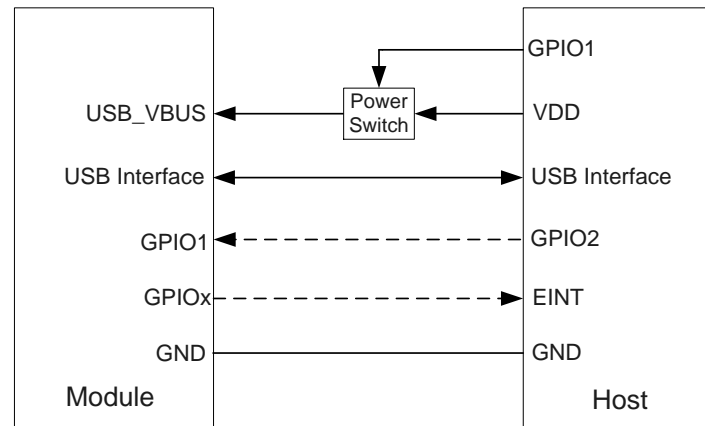 GPIO1
USB_VBUS
Power
Switch
VDD
USB Interface
USB Interface
GPIO1
GPIO2
GPIOx
EINT
GND
GND
Module
Host